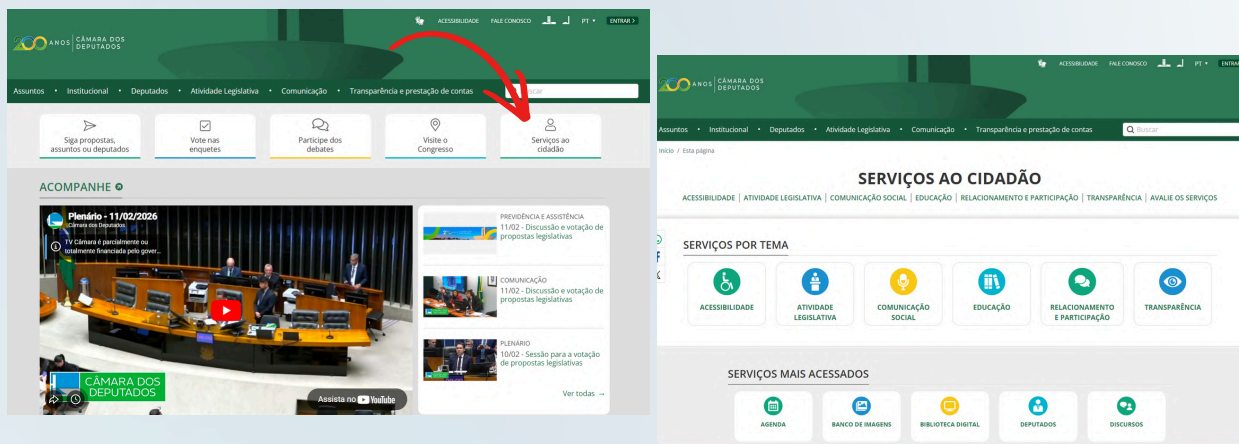 ACESSIBILIDADE FALE CONOSCO PT ENTRAR
200 ANOS CÂMARA DOS
DEPUTADOS
Assuntos • Institucional • Deputados • Atividade Legislativa • Comunicação • Transparência e prestação de contas
Buscar
Siga propostas,
assuntos ou deputados
Vote nas
enquetes
Participe dos
debates
Visite o
Congresso
Serviços ao
cidadão
ACOMPANHE
Plenário - 11/02/2026
Câmara dos Deputados
TV Câmara é parcialmente ou
totalmente financiada pelo gover...
CÂMARA DOS
DEPUTADOS
Assista no YouTube
PREVIDÊNCIA E ASSISTÊNCIA
11/02 - Discussão e votação de
propostas legislativas
COMUNICAÇÃO
11/02 - Discussão e votação de
propostas legislativas
PLENÁRIO
10/02 - Sessão para a votação
de propostas legislativas
Ver todas →
ACESSIBILIDADE FALE CONOSCO PT ENTRAR
200 ANOS CÂMARA DOS
DEPUTADOS
Assuntos • Institucional • Deputados • Atividade Legislativa • Comunicação • Transparência e prestação de contas
Buscar
Início / Esta página
SERVIÇOS AO CIDADÃO
ACESSIBILIDADE | ATIVIDADE LEGISLATIVA | COMUNICAÇÃO SOCIAL | EDUCAÇÃO | RELACIONAMENTO E PARTICIPAÇÃO | TRANSPARÊNCIA | AVALIE OS SERVIÇOS
SERVIÇOS POR TEMA
ACESSIBILIDADE
ATIVIDADE
LEGISLATIVA
COMUNICAÇÃO
SOCIAL
EDUCAÇÃO
RELACIONAMENTO
E PARTICIPAÇÃO
TRANSPARÊNCIA
SERVIÇOS MAIS ACESSADOS
AGENDA
BANCO DE IMAGENS
BIBLIOTECA DIGITAL
DEPUTADOS
DISCURSOS